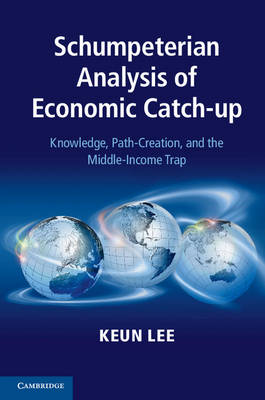 Schumpeterian
Analysis of
Economic Catch-up
Knowledge, Path-Creation, and the
Middle-Income Trap
KEUN LEE
CAMBRIDGE